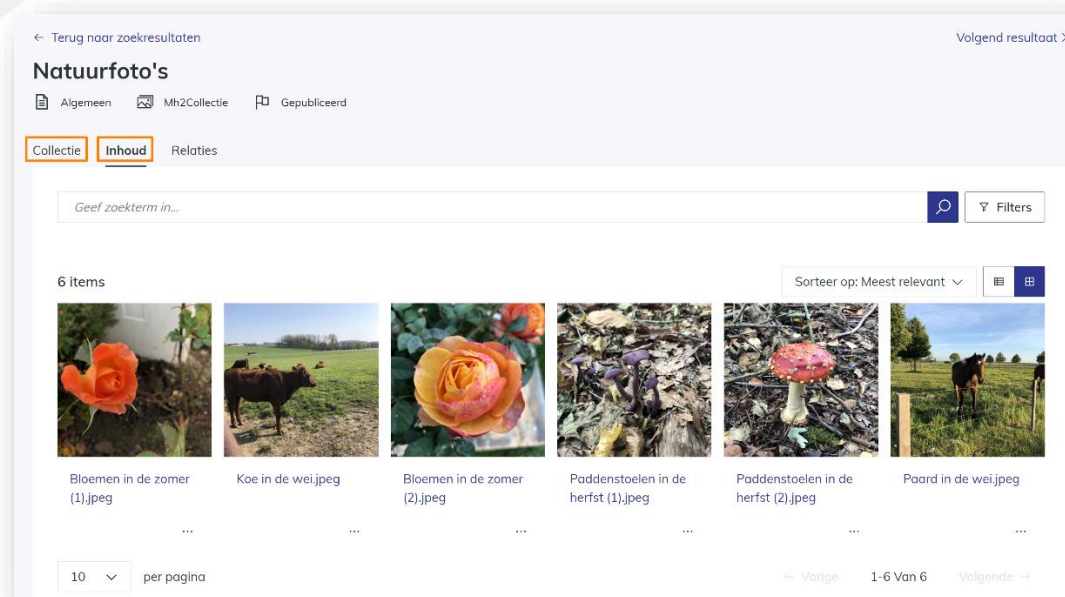 ← Terug naar zoekresultaten
Volgend resultaat >
Natuurfoto's
Algemeen Mh2Collectie Gepubliceerd
Collectie Inhoud Relaties
Geef zoekterm in...
Filters
6 items
Sorteer op: Meest relevant
Bloemen in de zomer
(1).jpeg
Koe in de wei.jpeg
Bloemen in de zomer
(2).jpeg
Paddenstoelen in de
herfst (1).jpeg
Paddenstoelen in de
herfst (2).jpeg
Paard in de wei.jpeg
... ... ... ... ... ...
10 per pagina
← Vorige 1-6 Van 6 Volgende →